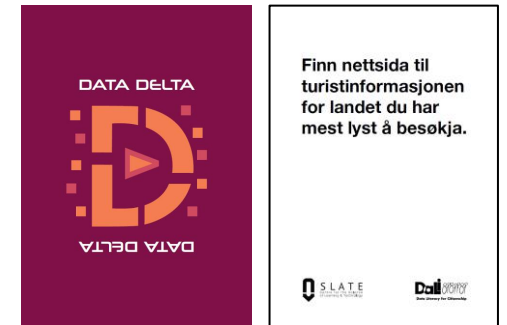 DATA DELTA
DATA DELTA
Finn nettsida til
turistinformasjonen
for landet du har
mest lyst å besøkja.
SLATE
Dali
Data Literacy for Citizenship